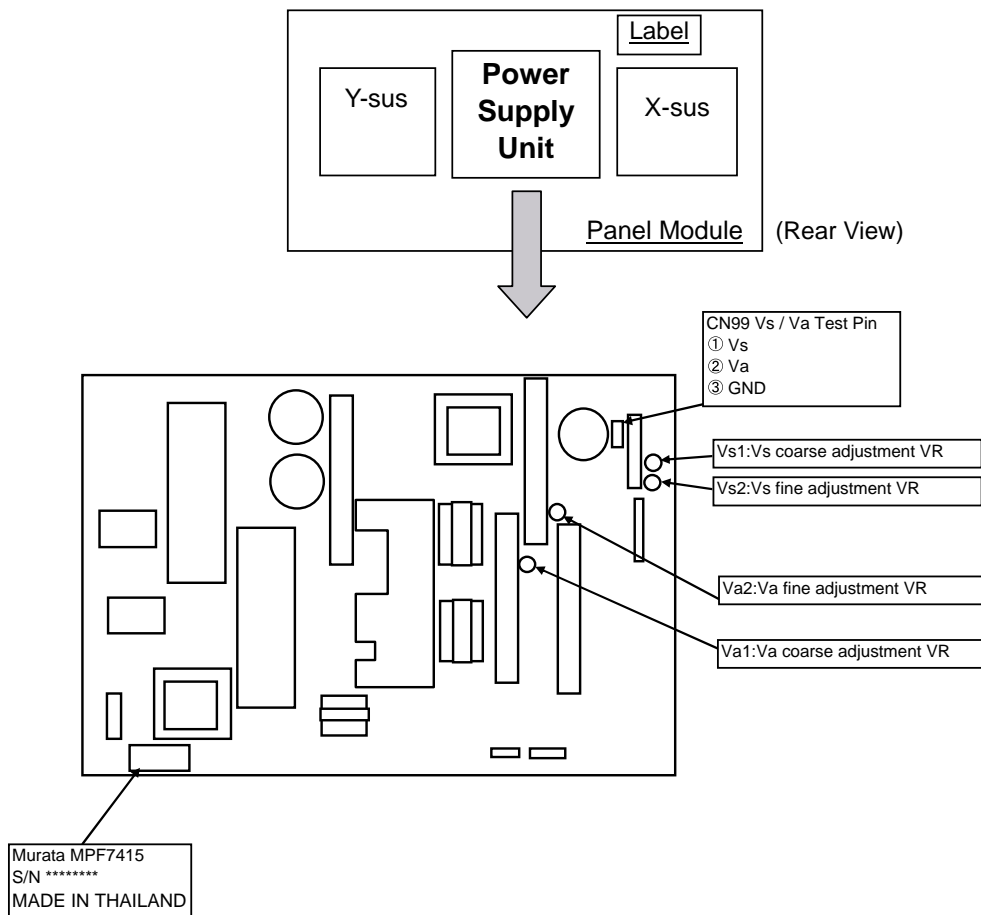 Label
Y-sus
Power
Supply
Unit
X-sus
Panel Module
(Rear View)
CN99 Vs / Va Test Pin
① Vs
② Va
③ GND
Vs1:Vs coarse adjustment VR
Vs2:Vs fine adjustment VR
Va2:Va fine adjustment VR
Va1:Va coarse adjustment VR
Murata MPF7415
S/N ********
MADE IN THAILAND